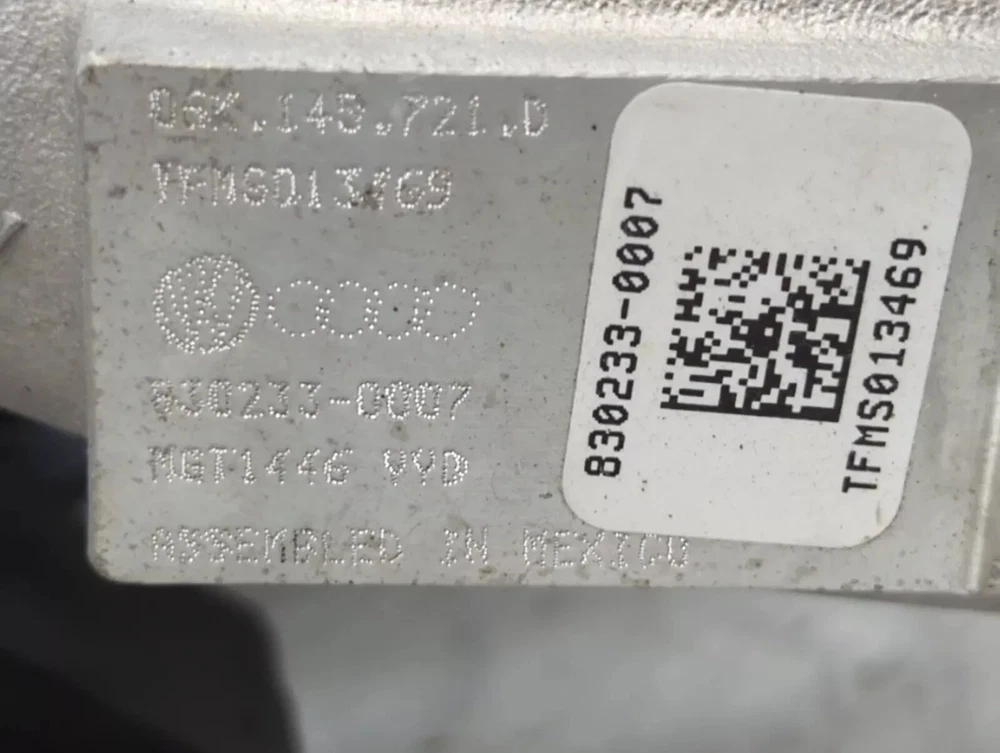 06K.145.721.D
TFMS013469
830233-0007
MGT1446 VVD
ASSEMBLED IN MEXICO
830233-0007
TFMS013469